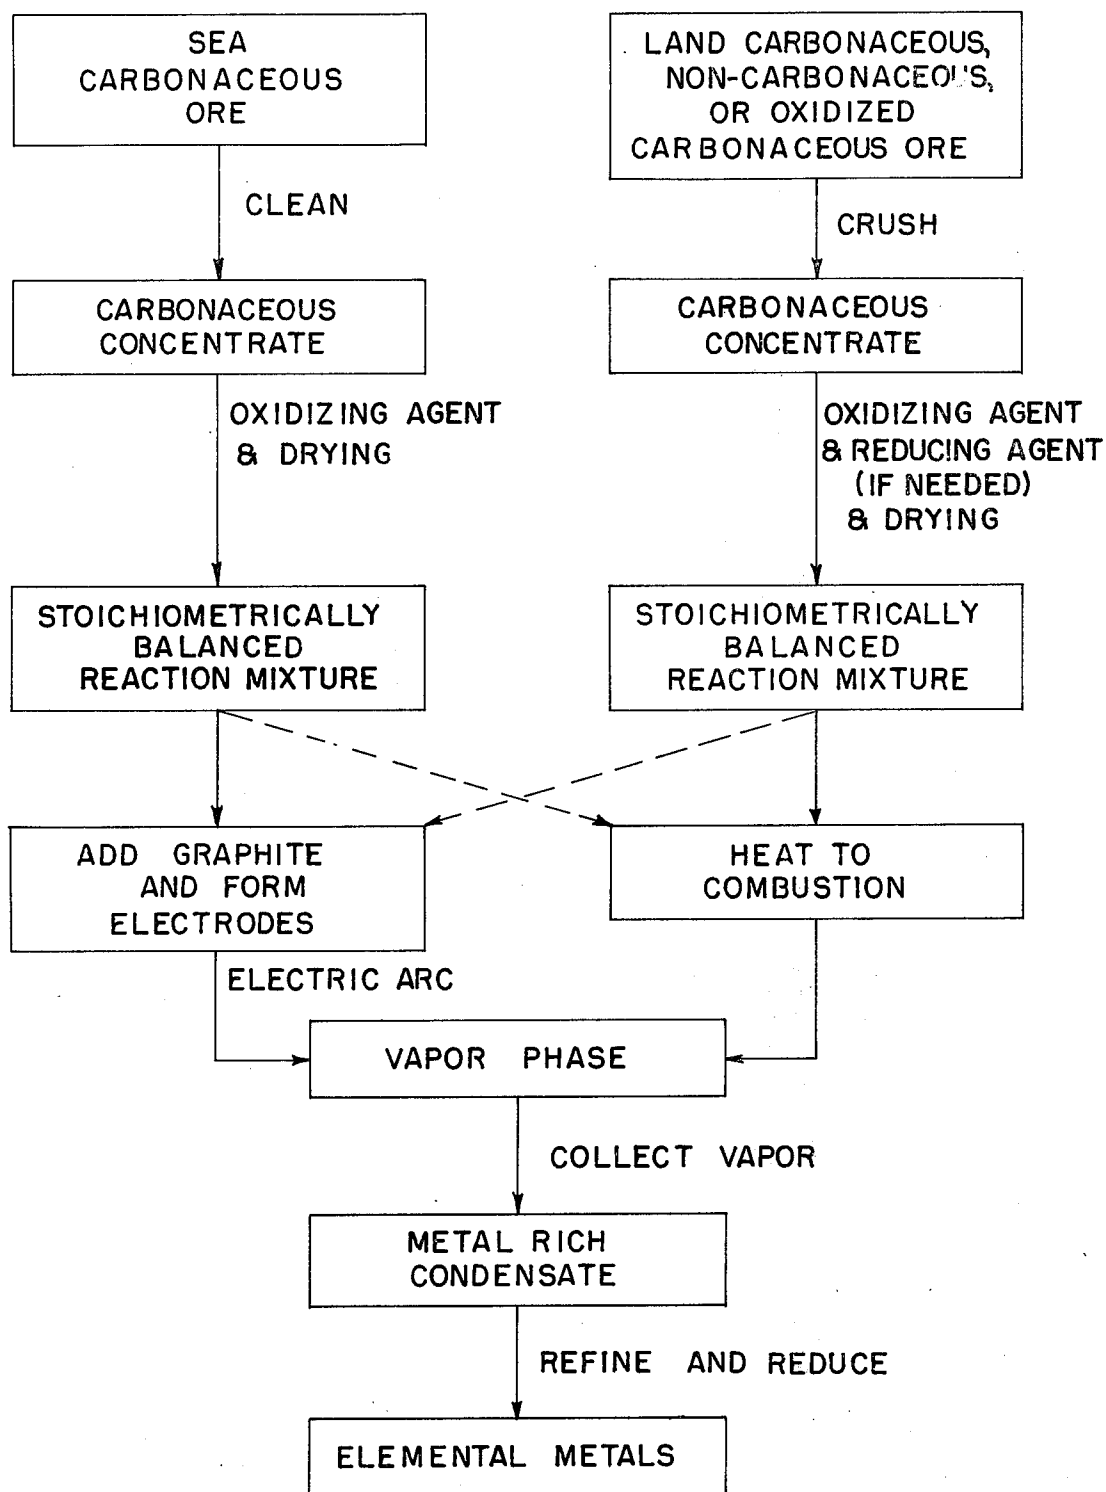 SEA
CARBONACEOUS
ORE
LAND CARBONACEOUS,
NON-CARBONACEOUS,
OR OXIDIZED
CARBONACEOUS ORE
CLEAN
CRUSH
CARBONACEOUS
CONCENTRATE
CARBONACEOUS
CONCENTRATE
OXIDIZING AGENT
& DRYING
OXIDIZING AGENT
& REDUCING AGENT
(IF NEEDED)
& DRYING
STOICHIOMETRICALLY
BALANCED
REACTION MIXTURE
STOICHIOMETRICALLY
BALANCED
REACTION MIXTURE
ADD GRAPHITE
AND FORM
ELECTRODES
HEAT TO
COMBUSTION
ELECTRIC ARC
VAPOR PHASE
COLLECT VAPOR
METAL RICH
CONDENSATE
REFINE AND REDUCE
ELEMENTAL METALS